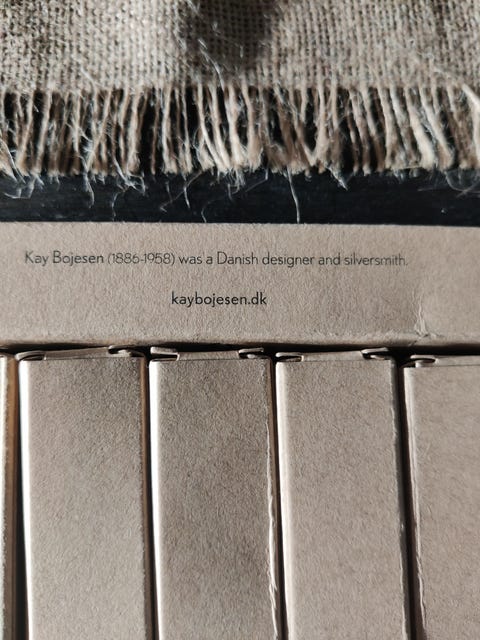 Kay Bojesen (1886-1958) was a Danish designer and silversmith.
kaybojesen.dk